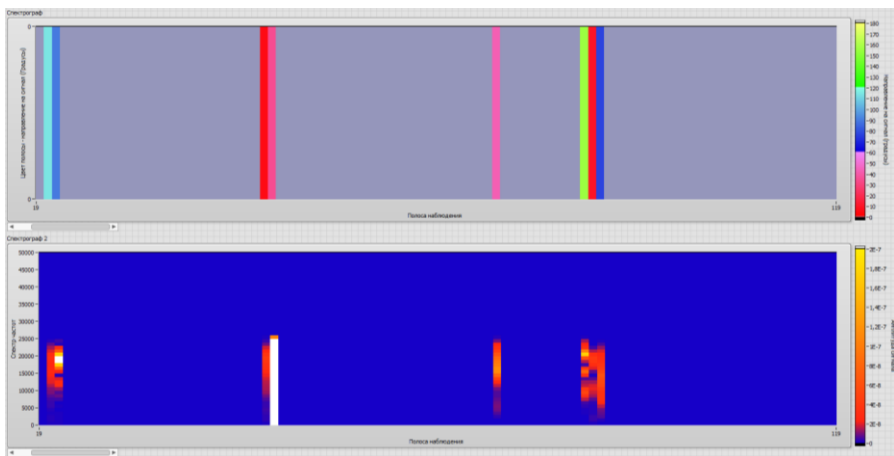 Спектрограф
Цвет полосы - направление на сигнал [Градусы]
0
0
19
119
Полоса наблюдения
180
170
160
150
140
130
120
110
100
90
80
70
60
50
40
30
20
10
0
Направление на сигнал [градусы]
Спектрограф 2
Спектр частот
50000
45000
40000
35000
30000
25000
20000
15000
10000
5000
0
19
119
Полоса наблюдения
2E-7
1,8E-7
1,6E-7
1,4E-7
1,2E-7
1E-7
8E-8
6E-8
4E-8
2E-8
0